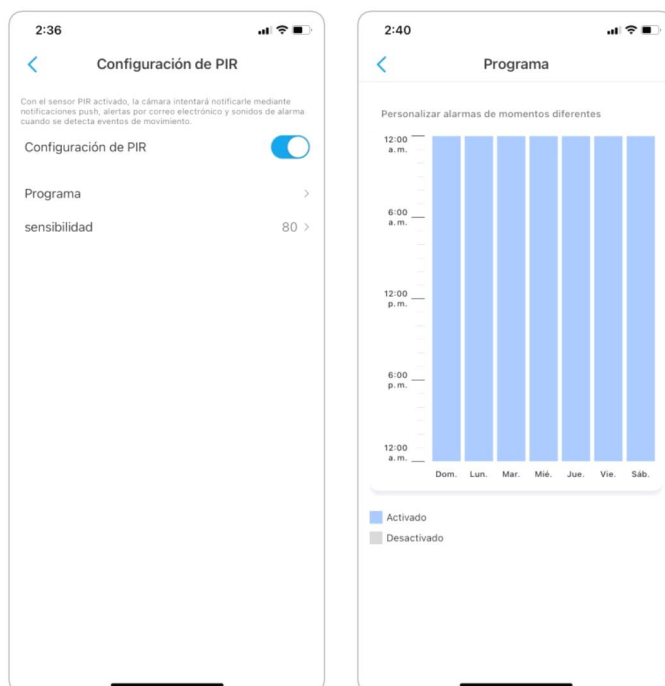 2:36
Configuración de PIR
Con el sensor PIR activado, la cámara intentará notificarle mediante
notificaciones push, alertas por correo electrónico y sonidos de alarma
cuando se detecta eventos de movimiento.
Configuración de PIR
Programa
sensibilidad 80
2:40
Programa
Personalizar alarmas de momentos diferentes
12:00
a. m.
6:00
a. m.
12:00
p. m.
6:00
p. m.
12:00
a. m.
Dom. Lun. Mar. Mié. Jue. Vie. Sáb.
Activado
Desactivado